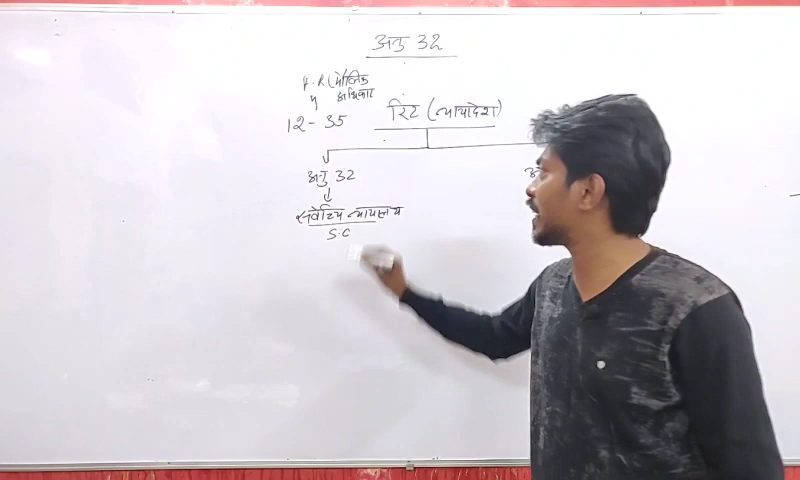 अनु 32
F.R (मौलिक
अधिकार
12 - 35
रिट (न्यायादेश)
अनु 32
सर्वोच्च न्यायालय
S.C